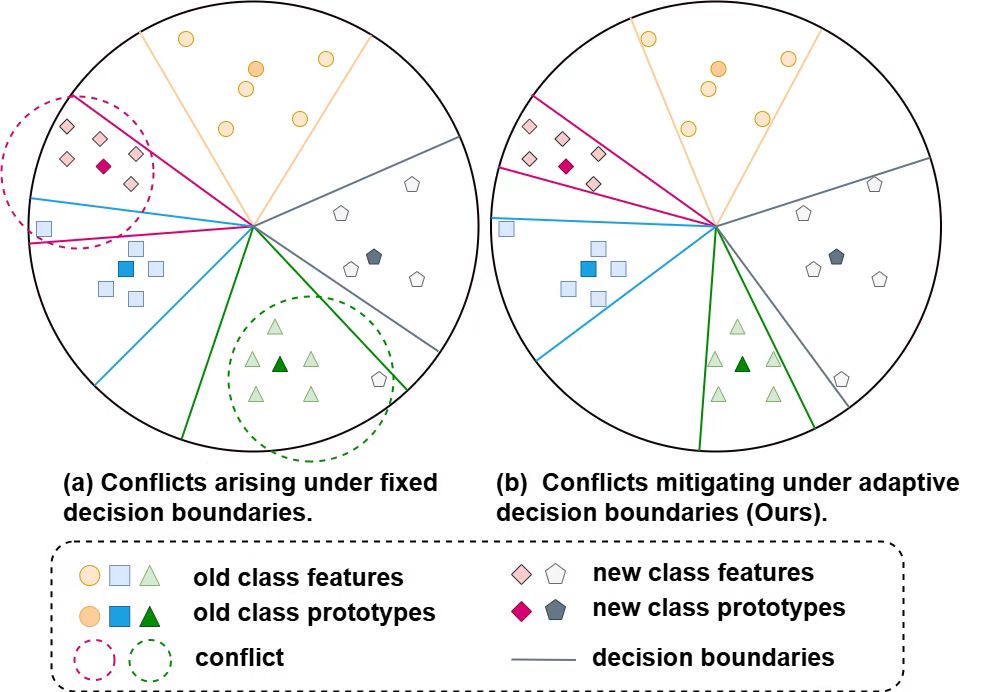 (a) Conflicts arising under fixed
decision boundaries.
(b) Conflicts mitigating under adaptive
decision boundaries (Ours).
old class features
old class prototypes
conflict
new class features
new class prototypes
decision boundaries